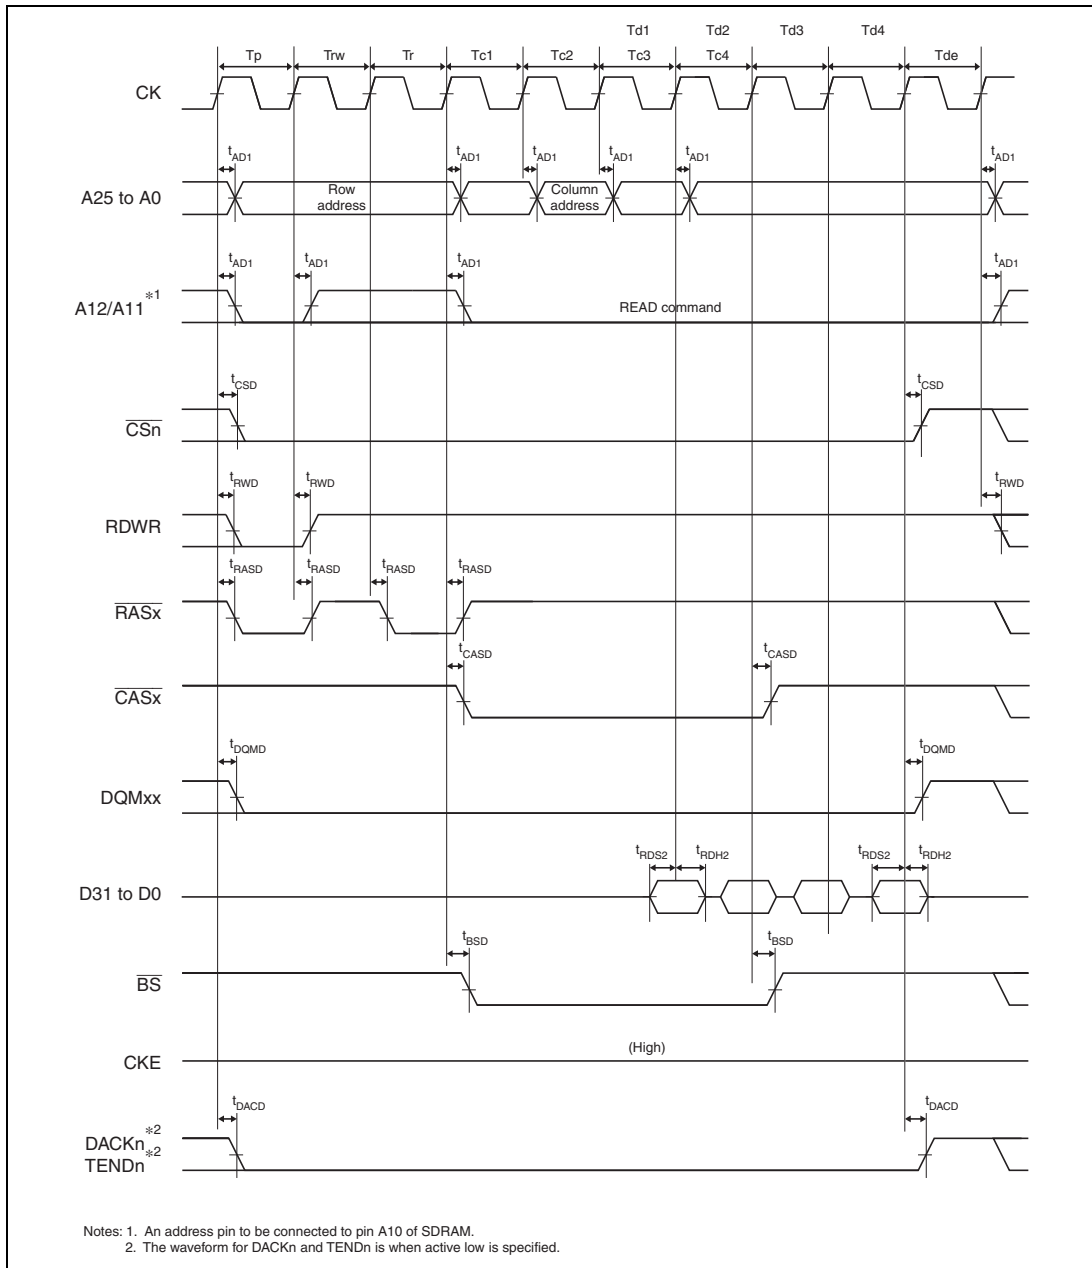 Td1 Td2 Td3 Td4
Tp Trw Tr Tc1 Tc2 Tc3 Tc4 Tde
CK
tAD1 tAD1 tAD1 tAD1 tAD1 tAD1
A25 to A0
Row address
Column address
tAD1 tAD1 tAD1 tAD1
A12/A11*1
READ command
tCSD tCSD
CSn
tRWD tRWD tRWD
RDWR
tRASD tRASD tRASD tRASD
RASx
tCASD tCASD
CASx
tDQMD tDQMD
DQMxx
tRDS2 tRDH2 tRDS2 tRDH2
D31 to D0
tBSD tBSD
BS
(High)
CKE
tDACD tDACD
DACKn*2
TENDn*2
Notes: 1. An address pin to be connected to pin A10 of SDRAM.
2. The waveform for DACKn and TENDn is when active low is specified.